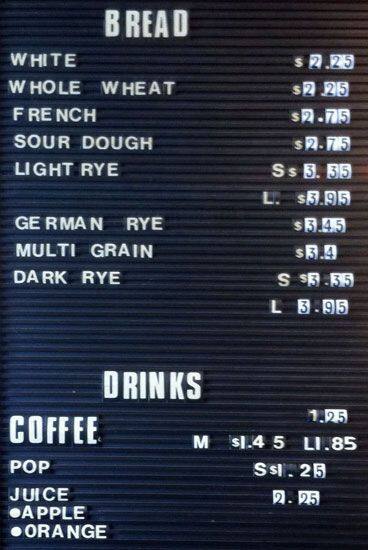 BREAD
WHITE $2.25
WHOLE WHEAT $2.25
FRENCH $2.75
SOUR DOUGH $2.75
LIGHT RYE S $3.35
L. $3.95
GERMAN RYE $3.45
MULTI GRAIN $3.4
DARK RYE S $3.35
L 3.95
DRINKS
1.25
COFFEE M $1.45 L1.85
POP S$1.25
JUICE 2.25
●APPLE
●ORANGE